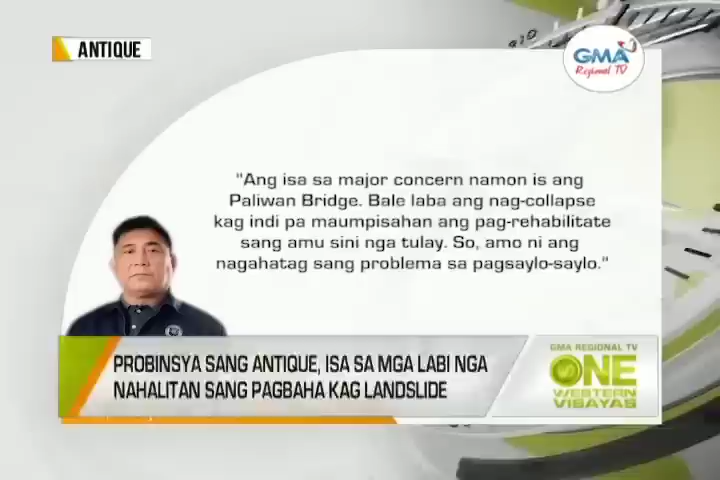 ANTIQUE
GMA
Regional TV
"Ang isa sa major concern namon is ang
Paliwan Bridge. Bale laba ang nag-collapse
kag indi pa maumpisahan ang pag-rehabilitate
sang amu sini nga tulay. So, amo ni ang
nagahatag sang problema sa pagsaylo-saylo."
PROBINSYA SANG ANTIQUE, ISA SA MGA LABI NGA
NAHALITAN SANG PAGBAHA KAG LANDSLIDE
GMA REGIONAL TV
ONE
WESTERN
VISAYAS